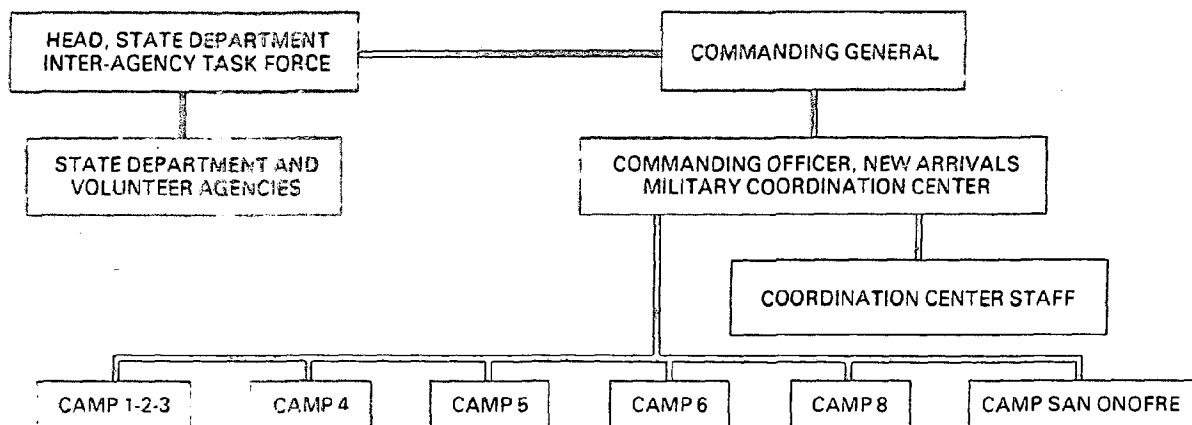 HEAD, STATE DEPARTMENT
INTER-AGENCY TASK FORCE
COMMANDING GENERAL
STATE DEPARTMENT AND
VOLUNTEER AGENCIES
COMMANDING OFFICER, NEW ARRIVALS
MILITARY COORDINATION CENTER
COORDINATION CENTER STAFF
CAMP 1-2-3
CAMP 4
CAMP 5
CAMP 6
CAMP 8
CAMP SAN ONOFRE